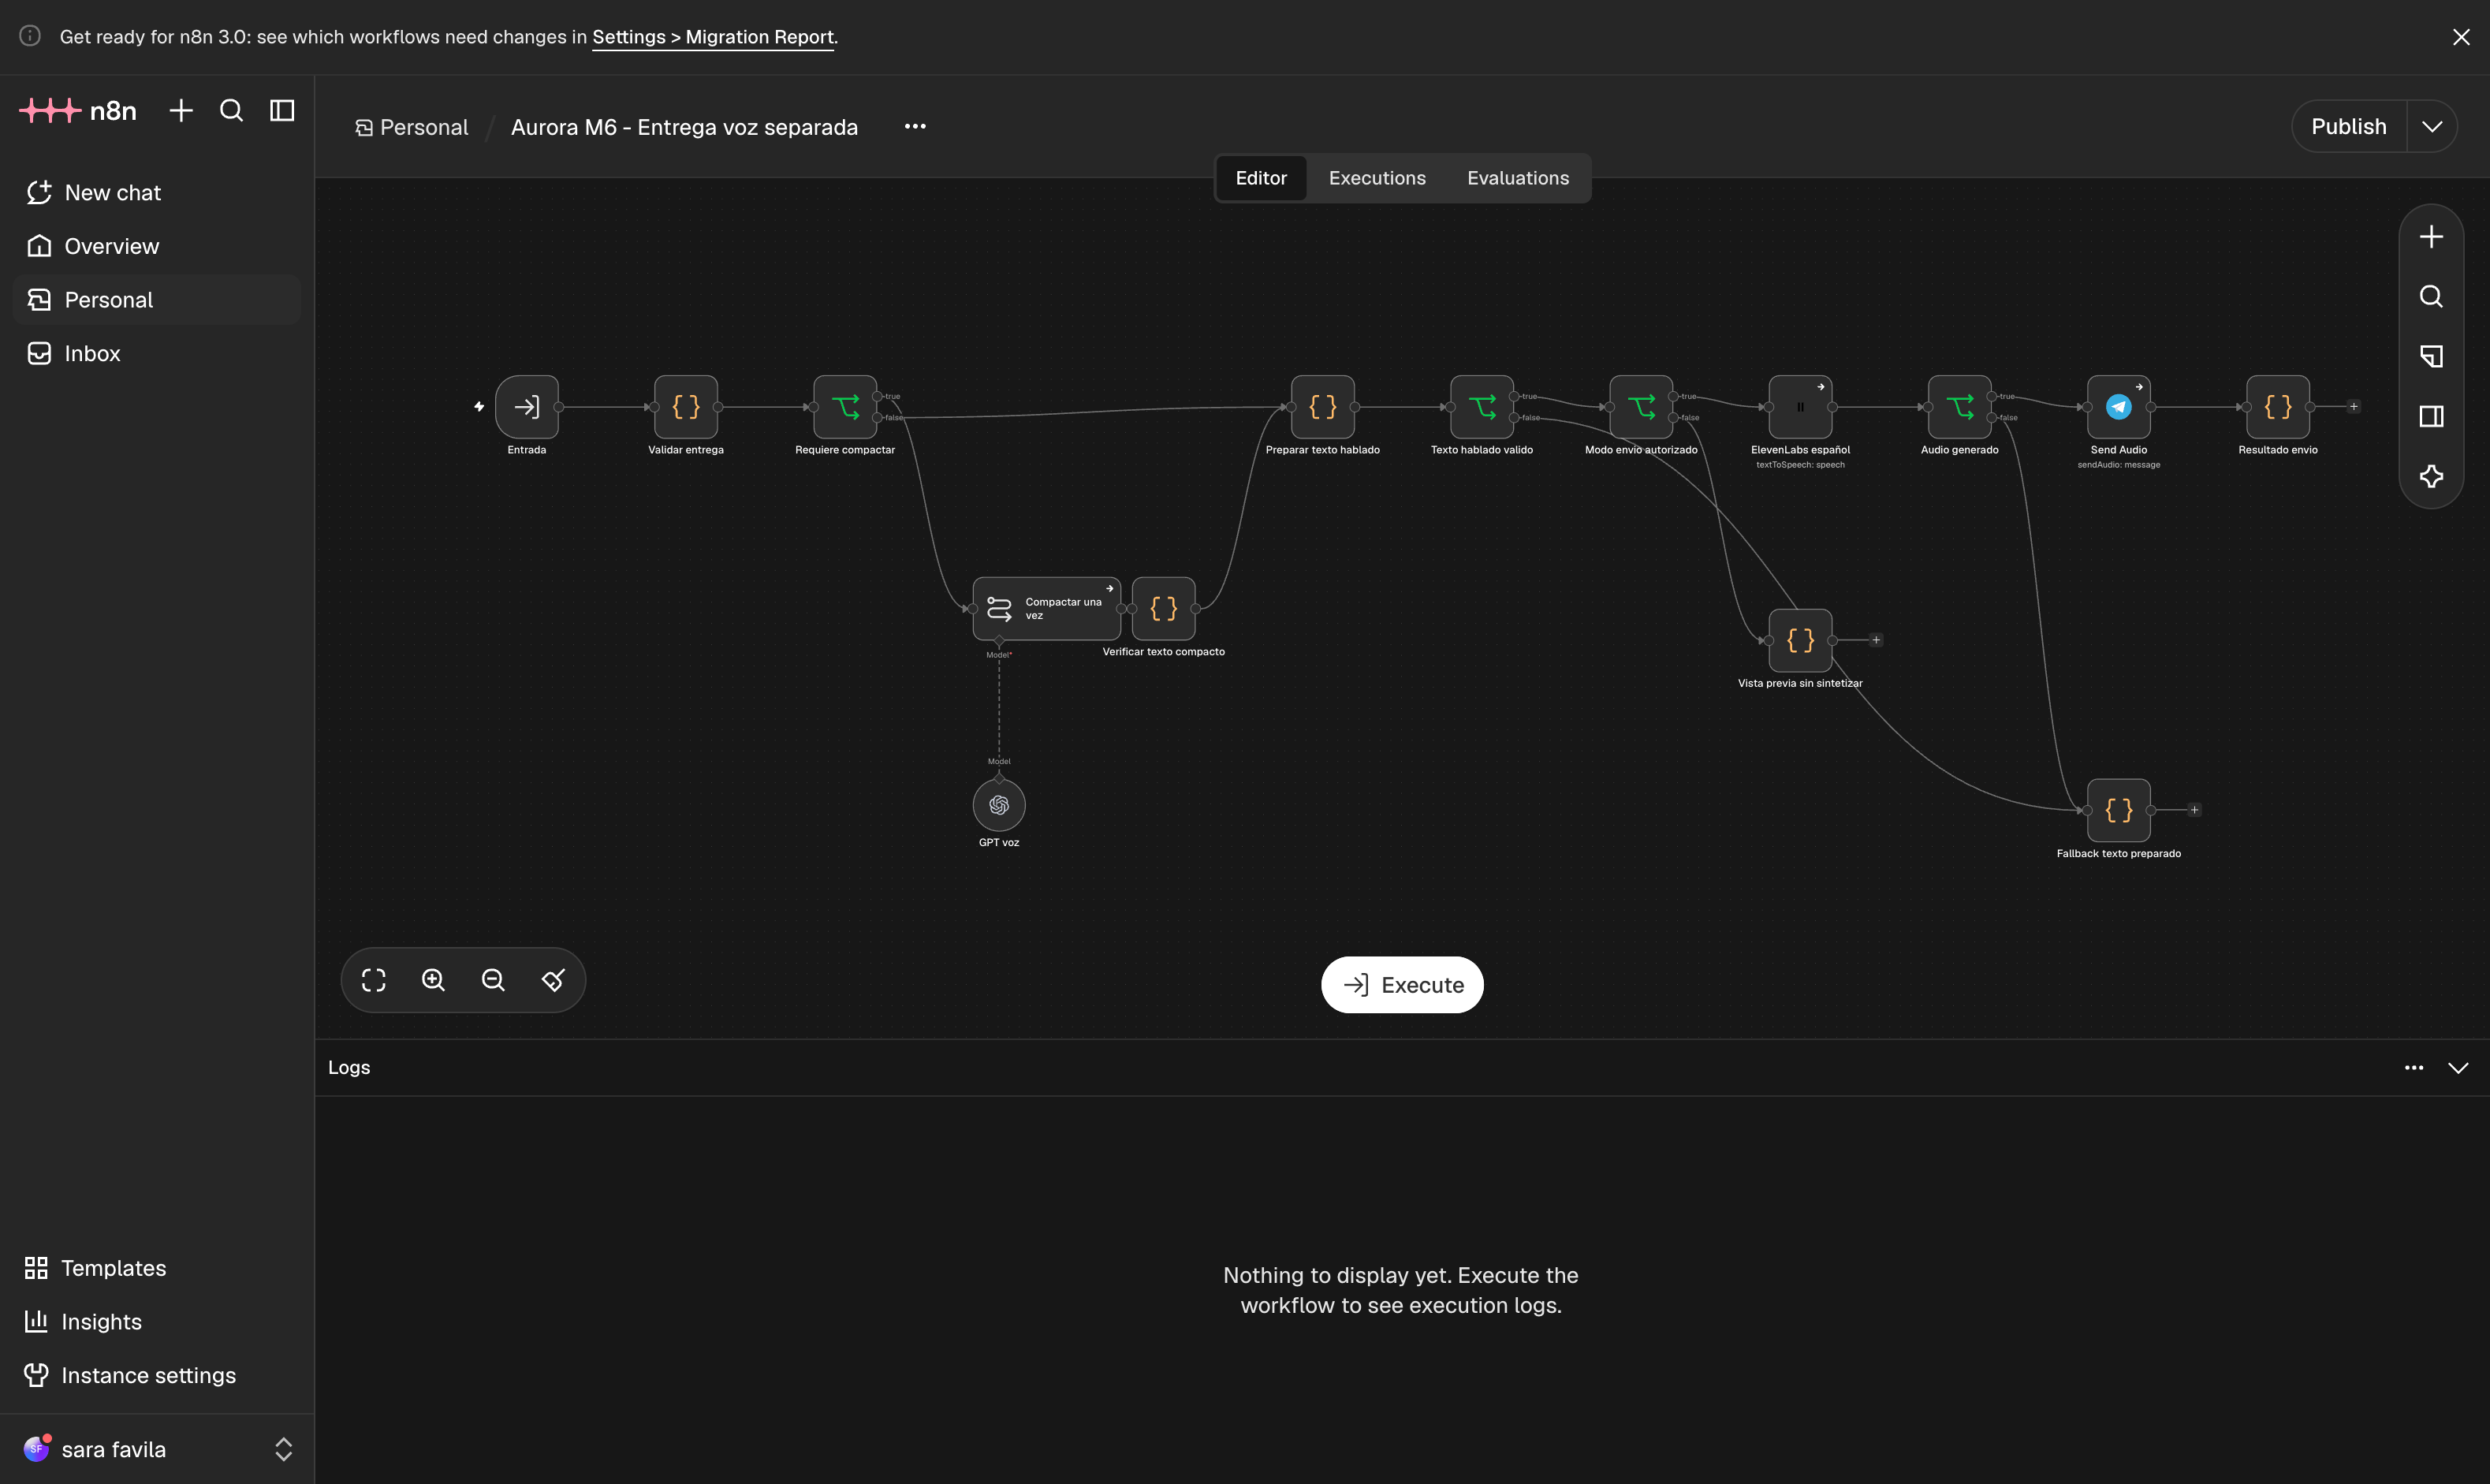 Get ready for n8n 3.0: see which workflows need changes in Settings > Migration Report.
n8n
Personal / Aurora M6 - Entrega voz separada
Publish
Editor Executions Evaluations
New chat
Overview
Personal
Inbox
true
false
true
false
true
false
true
false
Entrada
Validar entrega
Requiere compactar
Preparar texto hablado
Texto hablado valido
Modo envio autorizado
ElevenLabs español
textToSpeech: speech
Audio generado
Send Audio
sendAudio: message
Resultado envio
Compactar una
vez
Model*
Verificar texto compacto
Vista previa sin sintetizar
Model
GPT voz
Fallback texto preparado
Execute
Logs
Nothing to display yet. Execute the
workflow to see execution logs.
Templates
Insights
Instance settings
SF
sara favila